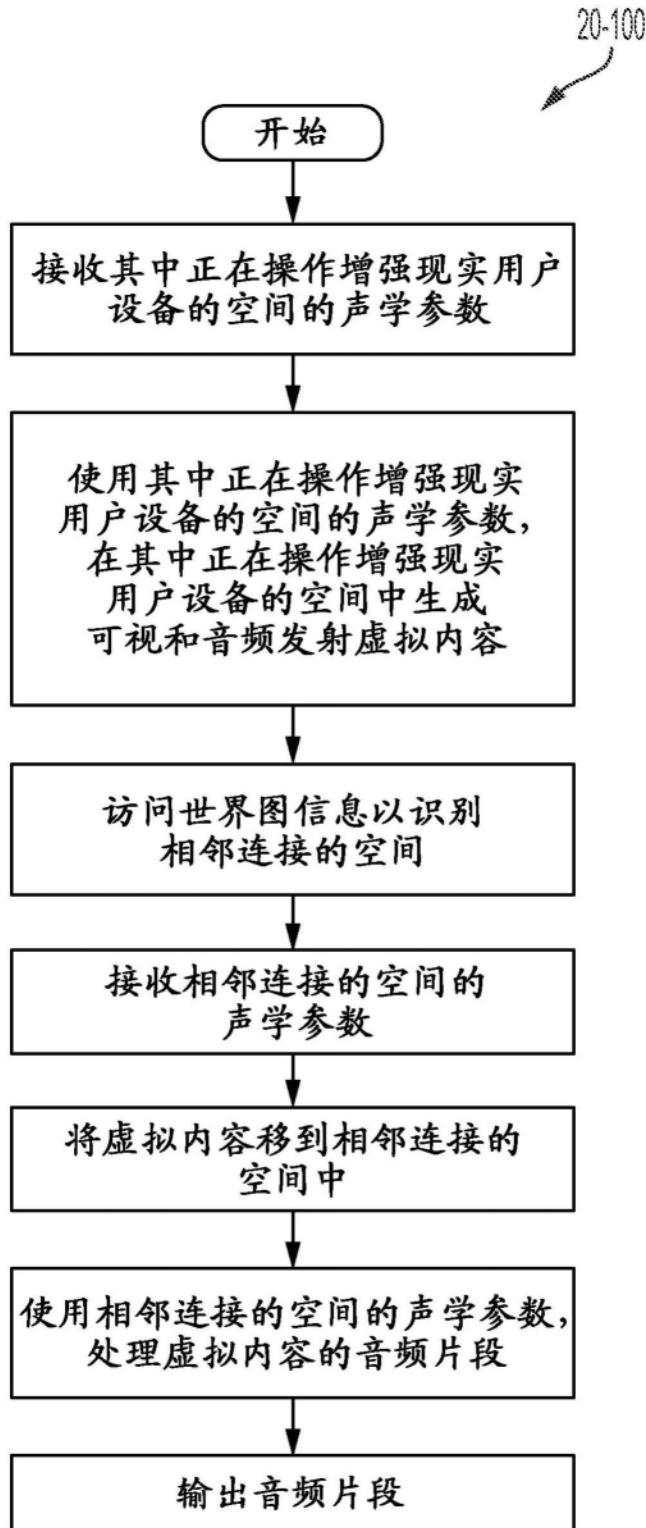 20-100
开始
接收其中正在操作增强现实用户
设备的空间的声学参数
使用其中正在操作增强现实
用户设备的空间的声学参数，
在其中正在操作增强现实
用户设备的空间中生成
可视和音频发射虚拟内容
访问世界图信息以识别
相邻连接的空间
接收相邻连接的空间的
声学参数
将虚拟内容移到相邻连接的
空间中
使用相邻连接的空间的声学参数，
处理虚拟内容的音频片段
输出音频片段